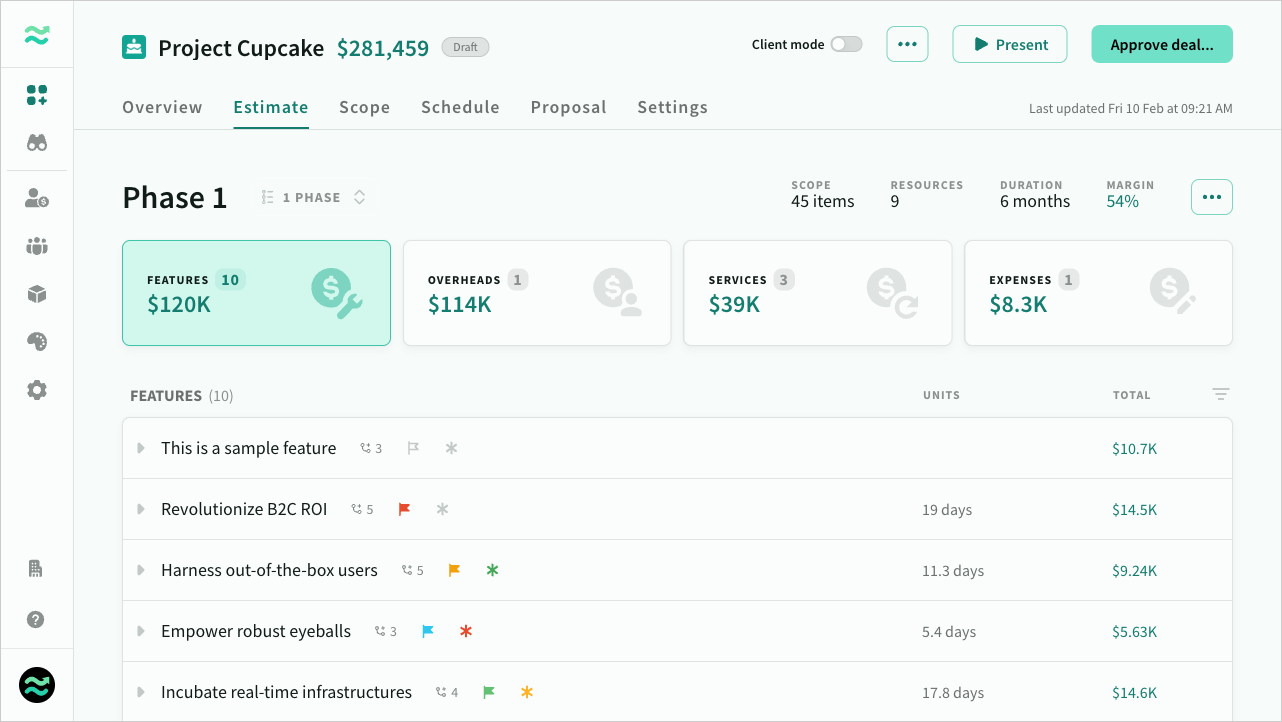 Project Cupcake $281,459 Draft
Client mode
Present
Approve deal...
Overview Estimate Scope Schedule Proposal Settings
Last updated Fri 10 Feb at 09:21 AM
Phase 1
1 PHASE
SCOPE
45 items
RESOURCES
9
DURATION
6 months
MARGIN
54%
FEATURES 10
$120K
OVERHEADS 1
$114K
SERVICES 3
$39K
EXPENSES 1
$8.3K
FEATURES (10) UNITS TOTAL
This is a sample feature 3 $10.7K
Revolutionize B2C ROI 5 19 days $14.5K
Harness out-of-the-box users 5 11.3 days $9.24K
Empower robust eyeballs 3 5.4 days $5.63K
Incubate real-time infrastructures 4 17.8 days $14.6K